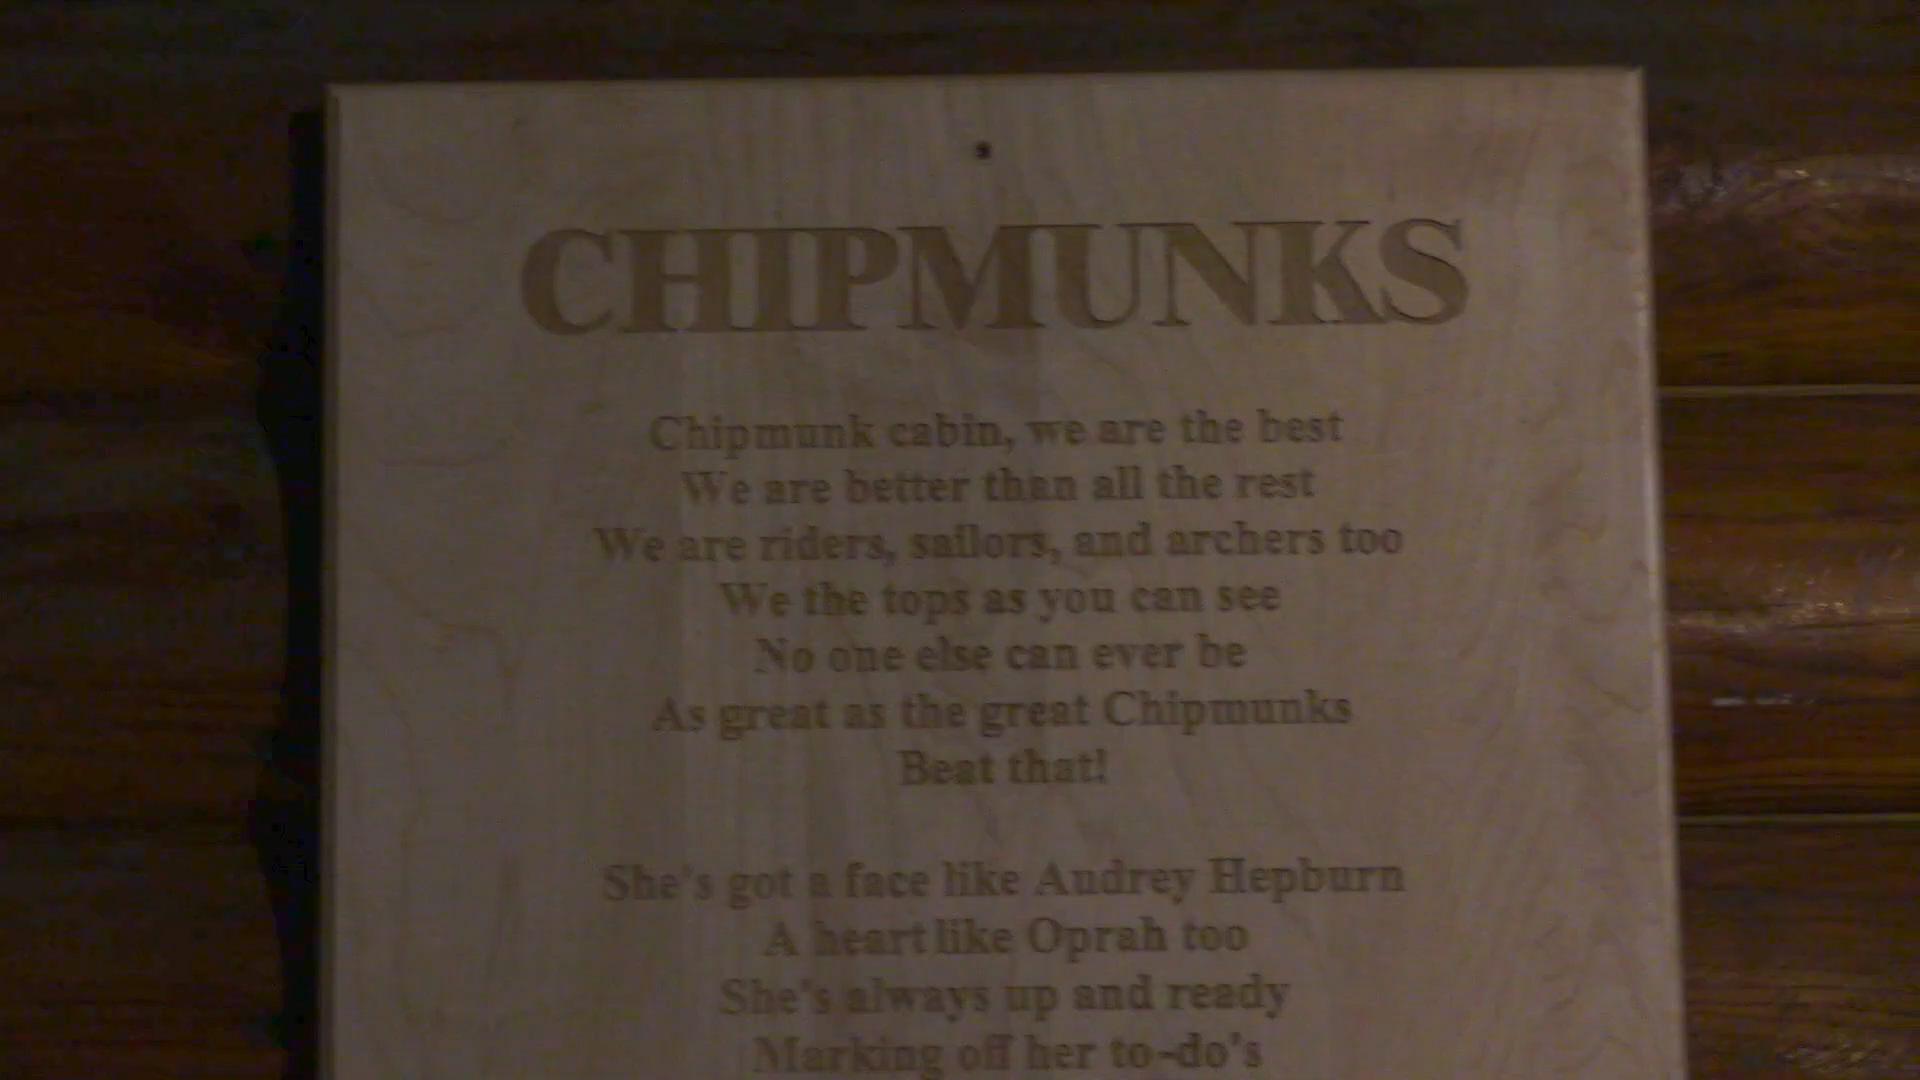 CHIPMUNKS
Chipmunk cabin, we are the best
We are better than all the rest
We are riders, sailors, and archers too
We the tops as you can see
No one else can ever be
As great as the great Chipmunks
Beat that!
She's got a face like Audrey Hepburn
A heart like Oprah too
She's always up and ready
Marking off her to-do's